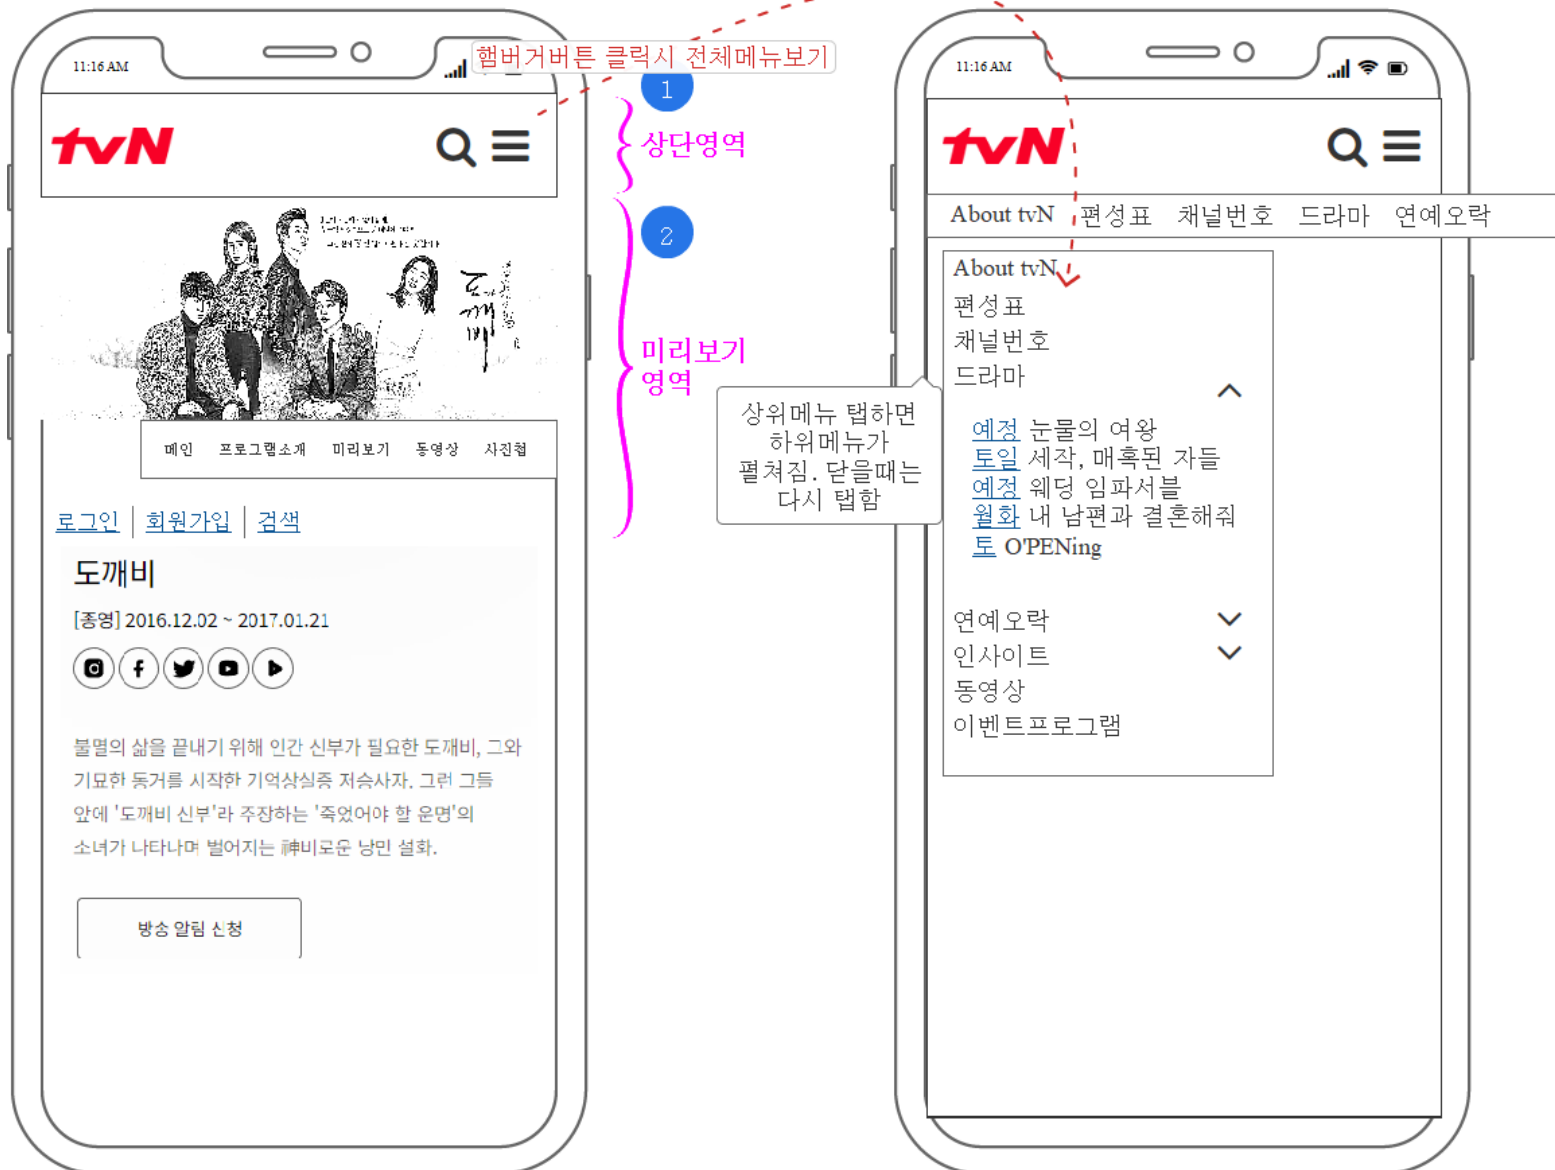 11:16 AM
햄버거버튼 클릭시 전체메뉴보기
1
tvN
상단영역
2
도깨비
미리보기
영역
메인 프로그램소개 미리보기 동영상 사진첩
로그인 회원가입 검색
도깨비
[종영] 2016.12.02 ~ 2017.01.21
불멸의 삶을 끝내기 위해 인간 신부가 필요한 도깨비, 그와
기묘한 동거를 시작한 기억상실증 저승사자. 그런 그들
앞에 '도깨비 신부'라 주장하는 '죽었어야 할 운명'의
소녀가 나타나며 벌어지는 神비로운 낭만 설화.
방송 알림 신청
상위메뉴 탭하면
하위메뉴가
펼쳐짐. 닫을때는
다시 탭함
11:16 AM
tvN
About tvN 편성표 채널번호 드라마 연예오락
About tvN
편성표
채널번호
드라마
예정 눈물의 여왕
토일 세작, 매혹된 자들
예정 웨딩 임파서블
월화 내 남편과 결혼해줘
토 O'PENing
연예오락
인사이트
동영상
이벤트프로그램